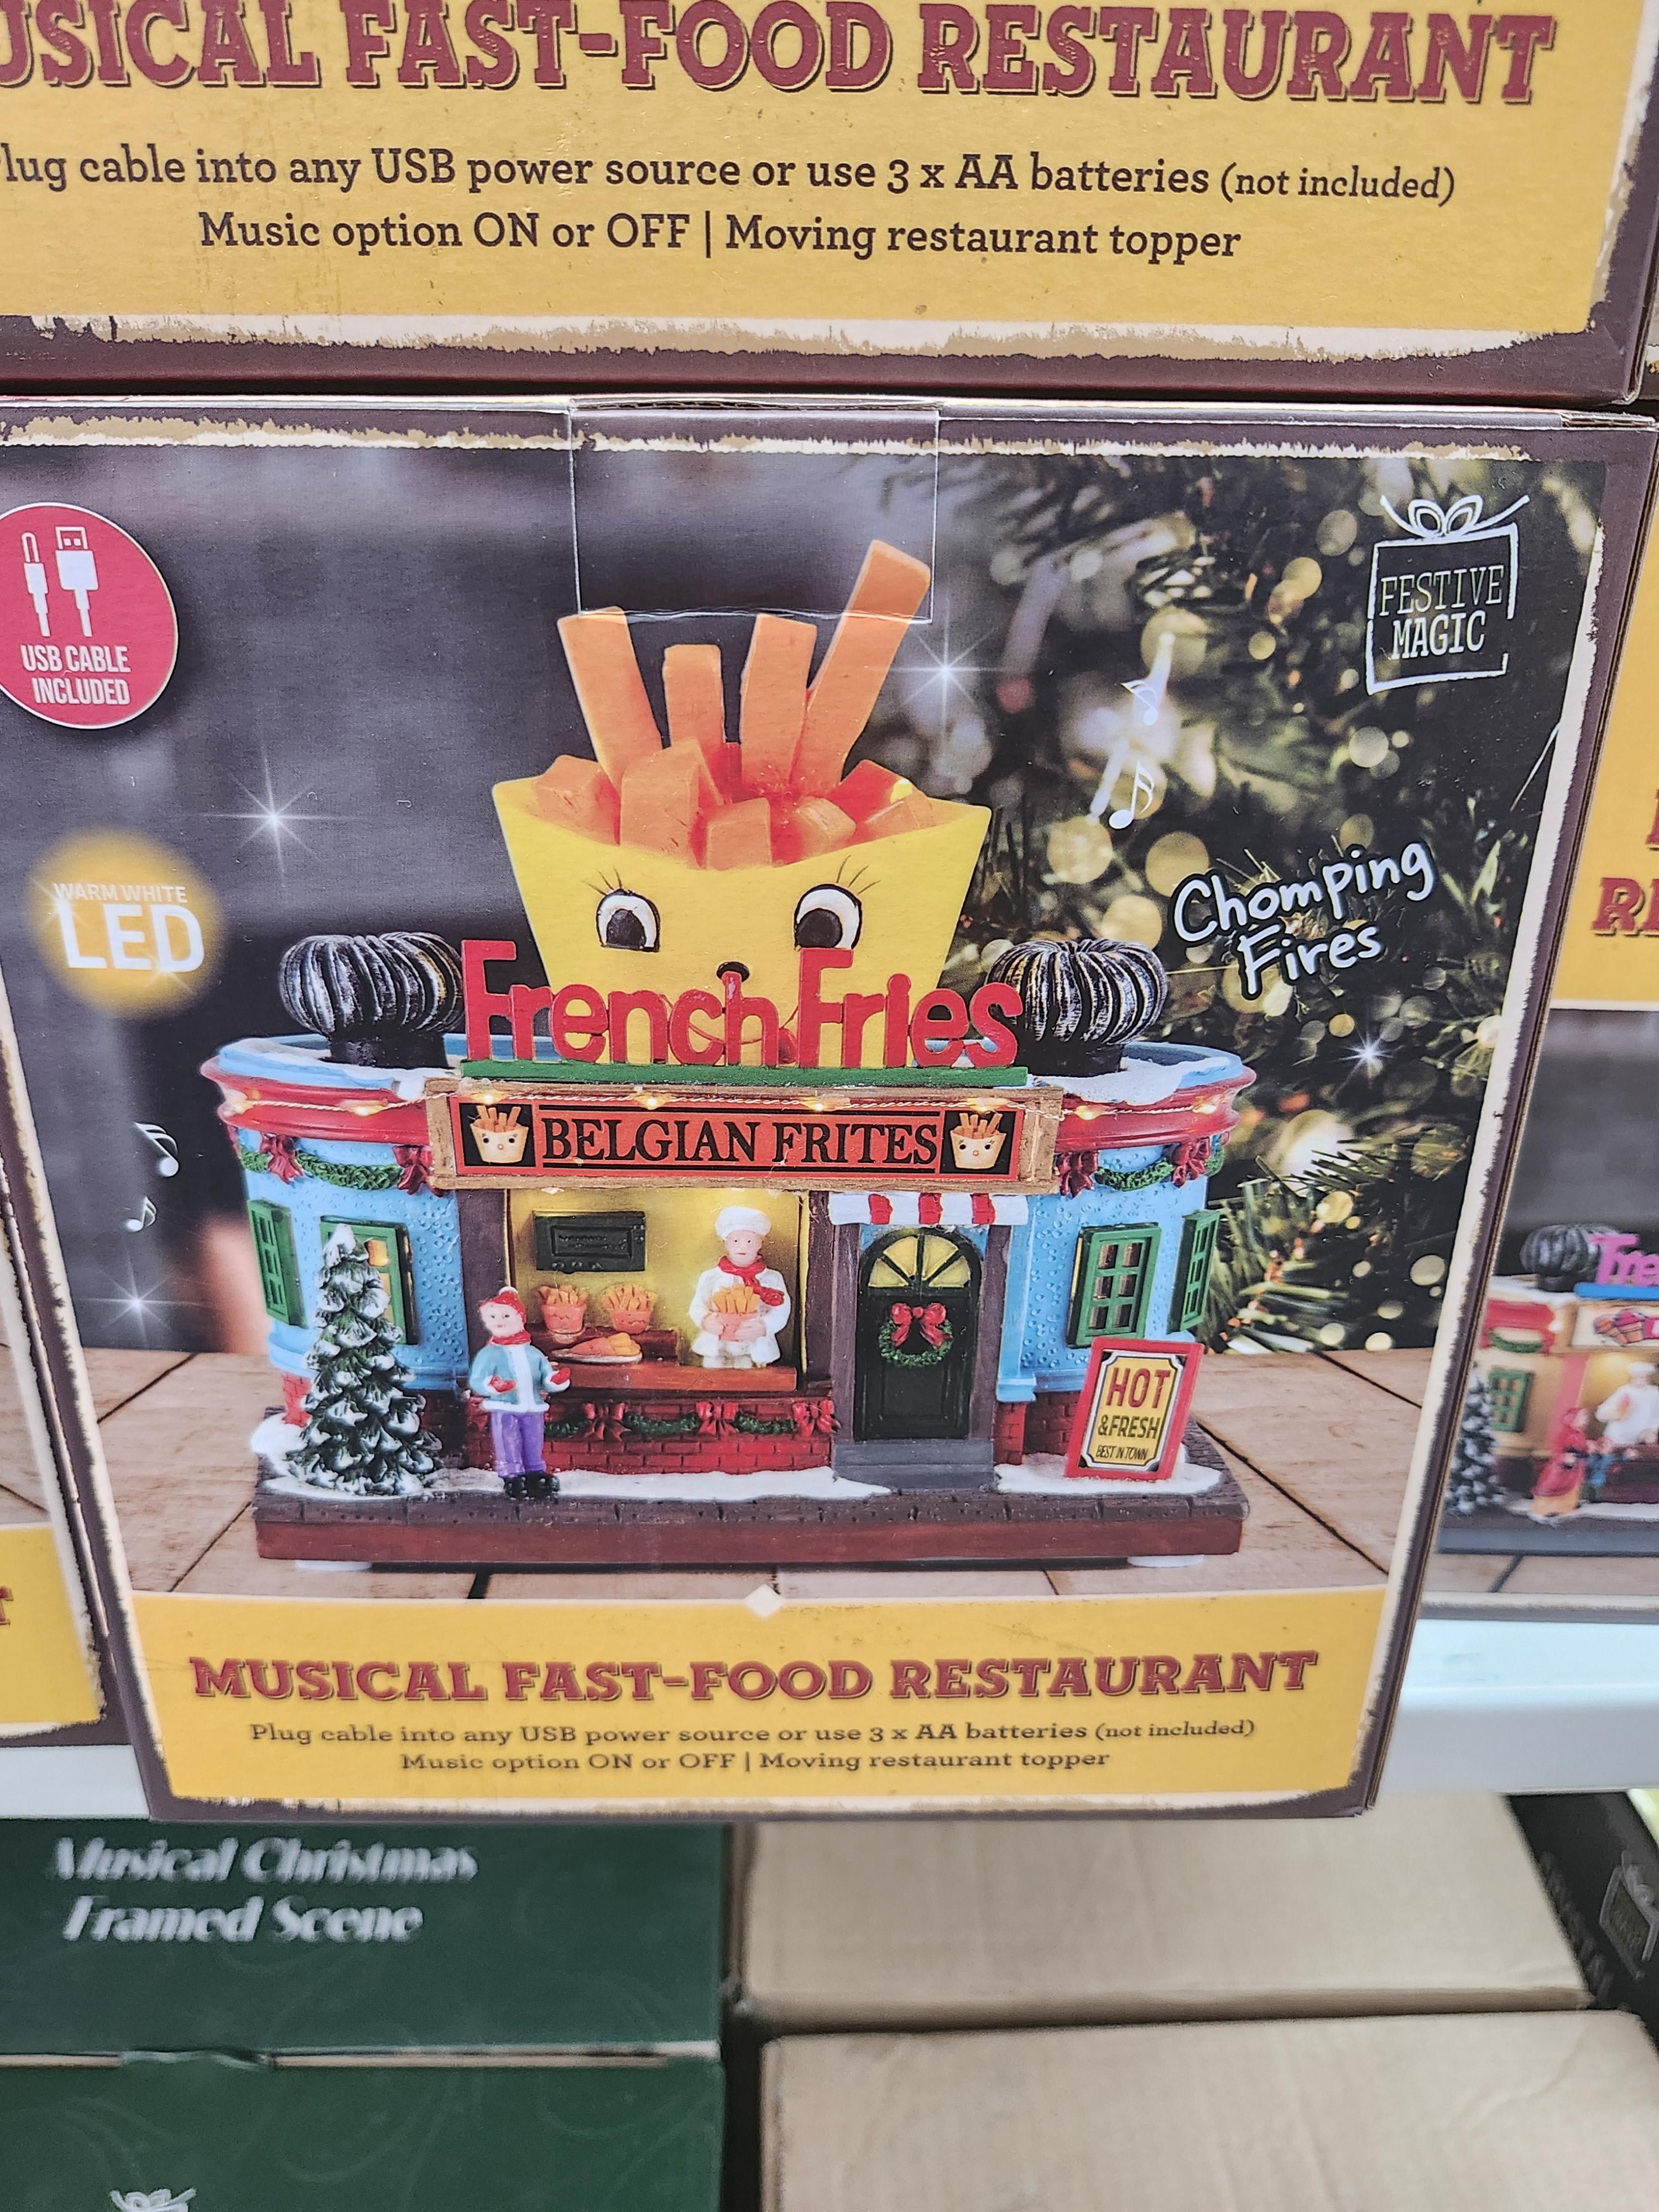 USICAL FAST-FOOD RESTAURANT
lug cable into any USB power source or use 3 x AA batteries (not included)
Music option ON or OFF | Moving restaurant topper
USB CABLE
INCLUDED
FESTIVE
MAGIC
WARM WHITE
LED
Chomping
Fires
French Fries
BELGIAN FRITES
HOT
&FRESH
BEST IN TOWN
MUSICAL FAST-FOOD RESTAURANT
Plug cable into any USB power source or use 3 x AA batteries (not included)
Music option ON or OFF | Moving restaurant topper
Musical Christmas
Framed Scene